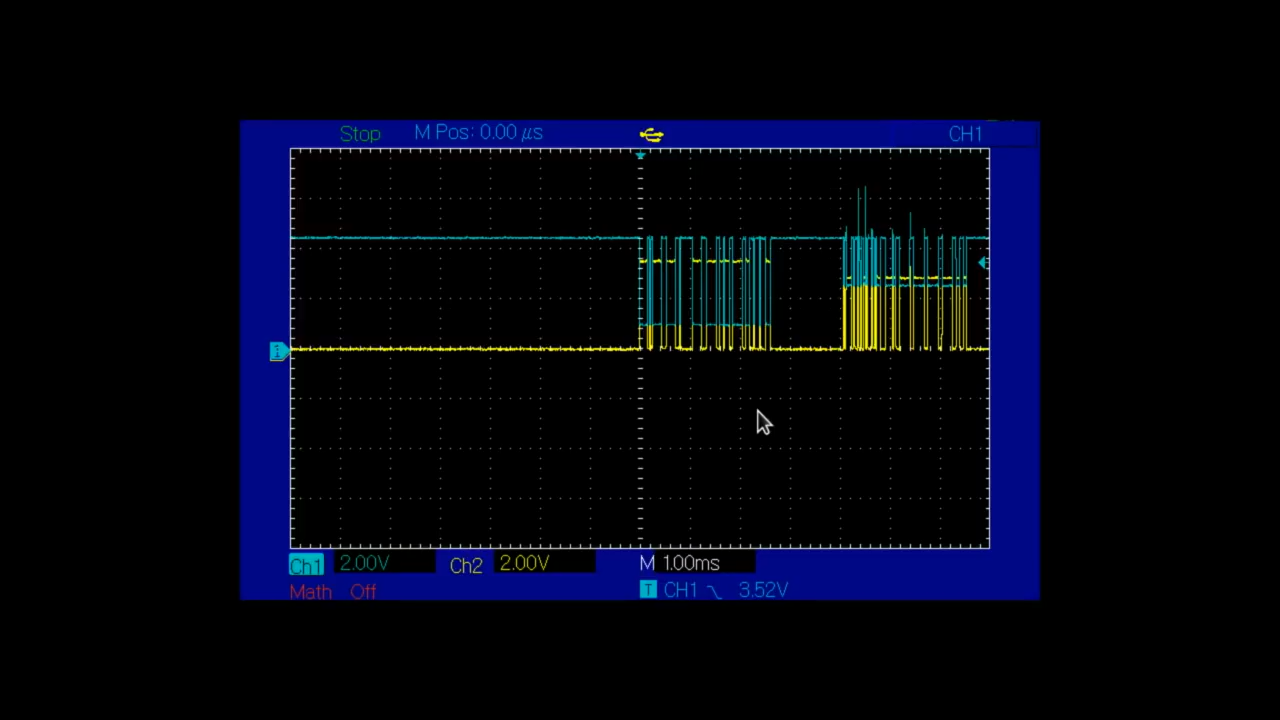 Stop M Pos: 0.00 μs CH1
Ch1 2.00V Ch2 2.00V M 1.00ms
Math Off T CH1 3.52V